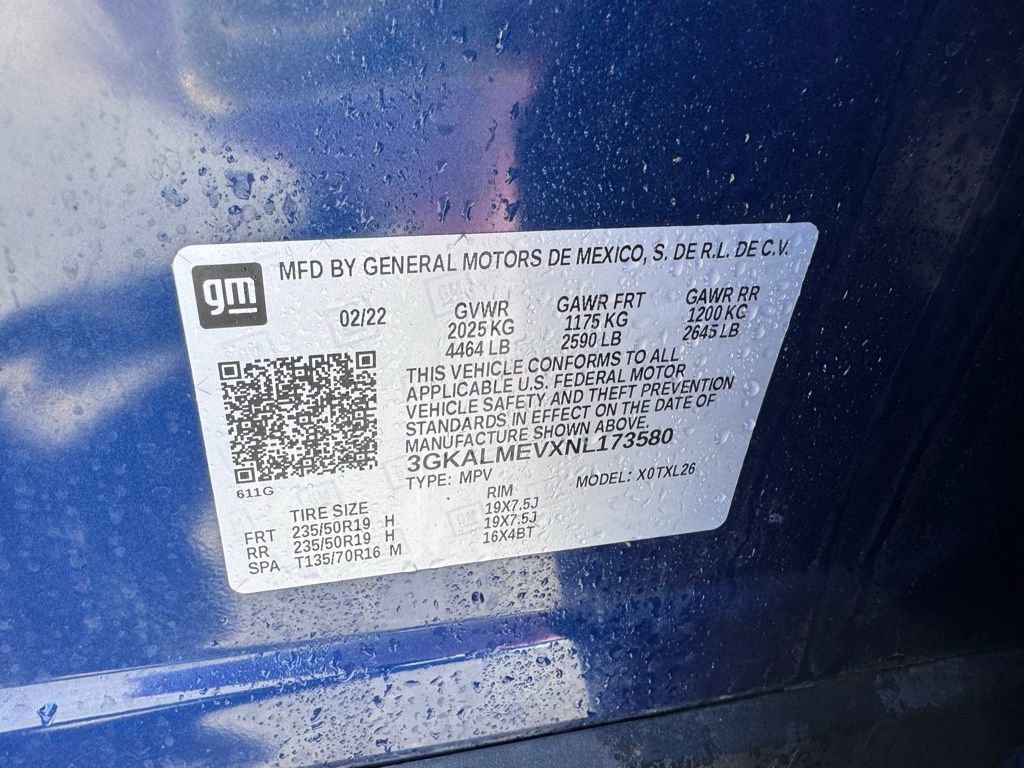 gm
MFD BY GENERAL MOTORS DE MEXICO, S. DE R.L. DE C.V.
02/22
GVWR
2025 KG
4464 LB
GAWR FRT
1175 KG
2590 LB
GAWR RR
1200 KG
2645 LB
THIS VEHICLE CONFORMS TO ALL
APPLICABLE U.S. FEDERAL MOTOR
VEHICLE SAFETY AND THEFT PREVENTION
STANDARDS IN EFFECT ON THE DATE OF
MANUFACTURE SHOWN ABOVE.
3GKALMEVXNL173580
TYPE: MPV MODEL: X0TXL26
611G
TIRE SIZE RIM
FRT 235/50R19 H 19X7.5J
RR 235/50R19 H 19X7.5J
SPA T135/70R16 M 16X4BT